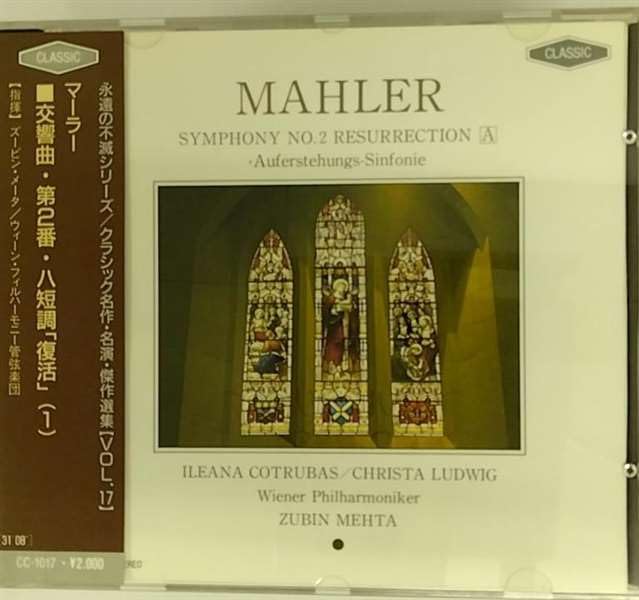 CLASSIC
永遠の不滅シリーズ/クラシック名作・名演・傑作選集【VOL.17】
マーラー
■交響曲・第2番・八短調「復活」(1)
【指揮】ズービン・メータ/ウィーン・フィルハーモニー管弦楽団
31'08"]
CC-1017・¥2,000
CLASSIC
MAHLER
SYMPHONY NO.2 RESURRECTION A
-Auferstehungs-Sinfonie
ILEANA COTRUBAS/CHRISTA LUDWIG
Wiener Philharmoniker
ZUBIN MEHTA
EREO